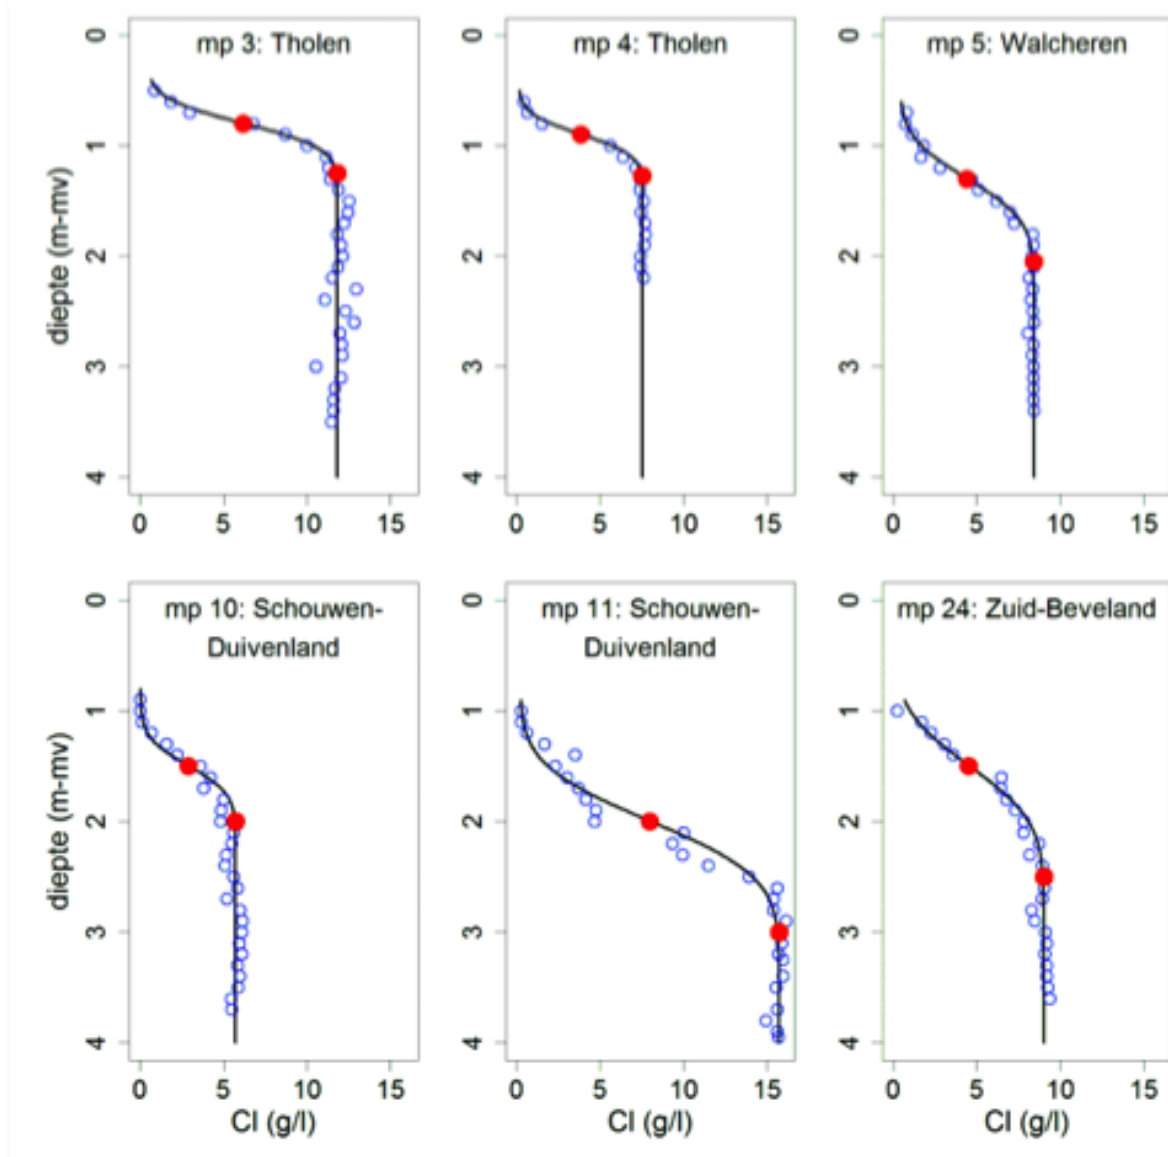 mp 3: Tholen
mp 4: Tholen
mp 5: Walcheren
diepte (m-mv)
0
1
2
3
4
0
1
2
3
4
0
1
2
3
4
0 5 10 15
0 5 10 15
0 5 10 15
mp 10: Schouwen-
Duivenland
mp 11: Schouwen-
Duivenland
mp 24: Zuid-Beveland
diepte (m-mv)
0
1
2
3
4
0
1
2
3
4
0
1
2
3
4
0 5 10 15
0 5 10 15
0 5 10 15
Cl (g/l)
Cl (g/l)
Cl (g/l)